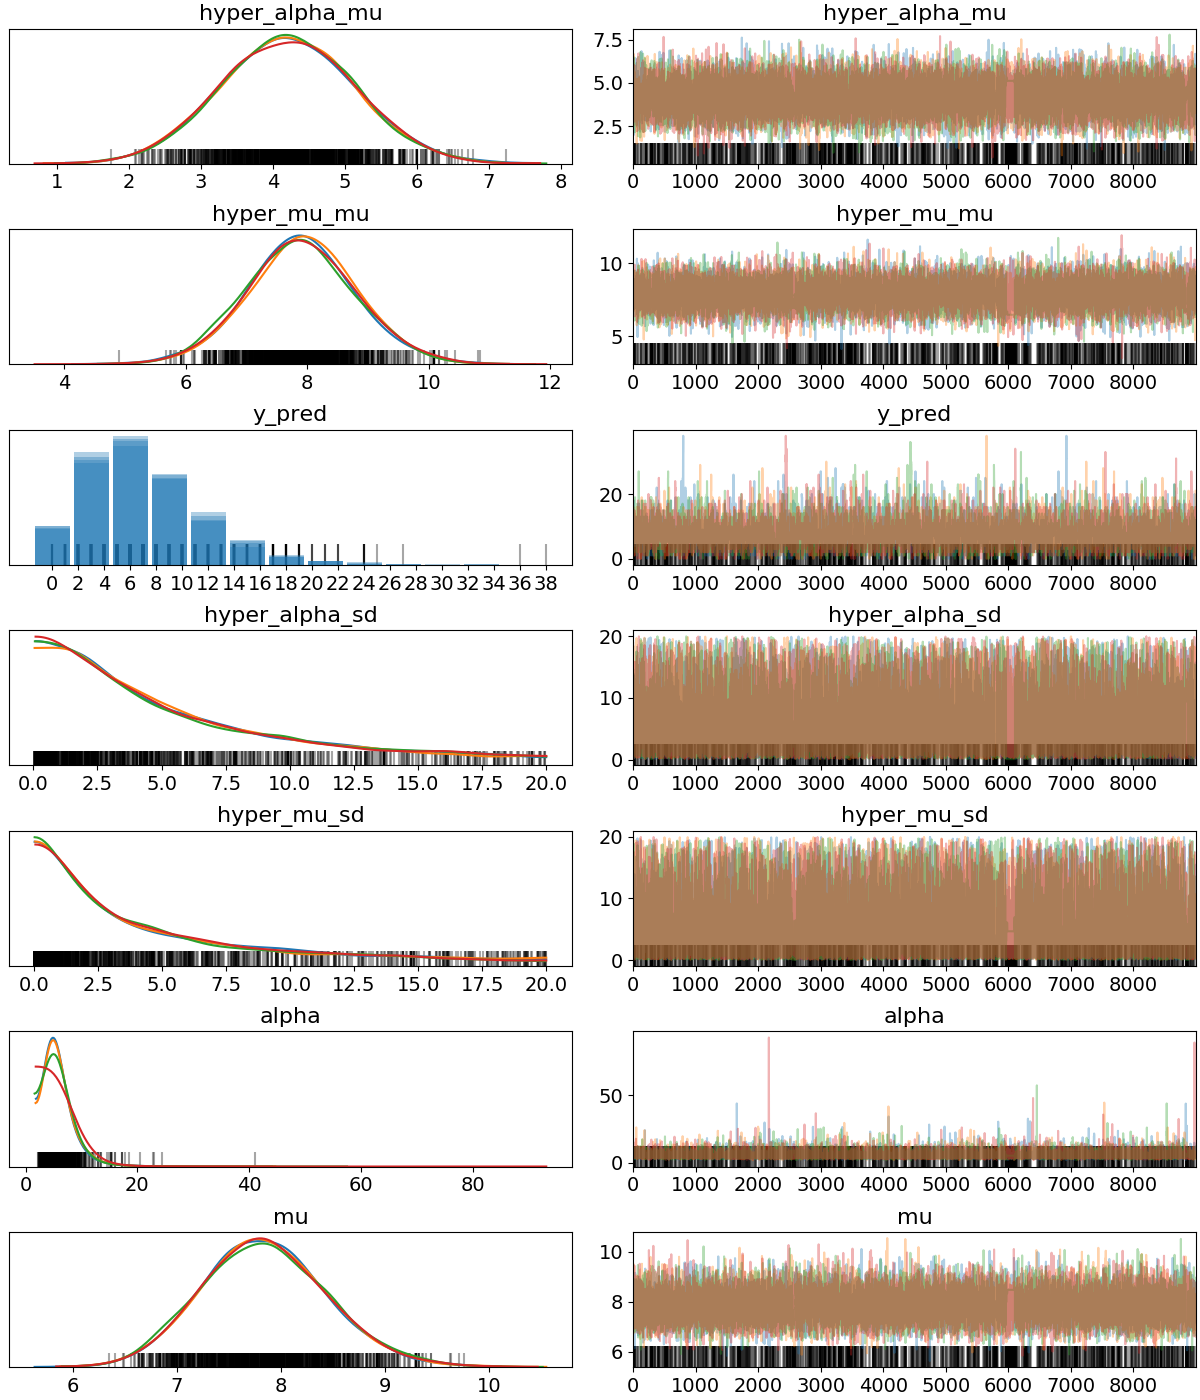 hyper_alpha_mu hyper_alpha_mu
7.5
5.0
2.5
1 2 3 4 5 6 7 8 0 1000 2000 3000 4000 5000 6000 7000 8000
hyper_mu_mu hyper_mu_mu
10
5
4 6 8 10 12 0 1000 2000 3000 4000 5000 6000 7000 8000
y_pred y_pred
20
0
0 2 4 6 8 10 12 14 16 18 20 22 24 26 28 30 32 34 36 38 0 1000 2000 3000 4000 5000 6000 7000 8000
hyper_alpha_sd hyper_alpha_sd
20
10
0
0.0 2.5 5.0 7.5 10.0 12.5 15.0 17.5 20.0 0 1000 2000 3000 4000 5000 6000 7000 8000
hyper_mu_sd hyper_mu_sd
20
10
0
0.0 2.5 5.0 7.5 10.0 12.5 15.0 17.5 20.0 0 1000 2000 3000 4000 5000 6000 7000 8000
alpha alpha
50
0
0 20 40 60 80 0 1000 2000 3000 4000 5000 6000 7000 8000
mu mu
10
8
6
6 7 8 9 10 0 1000 2000 3000 4000 5000 6000 7000 8000